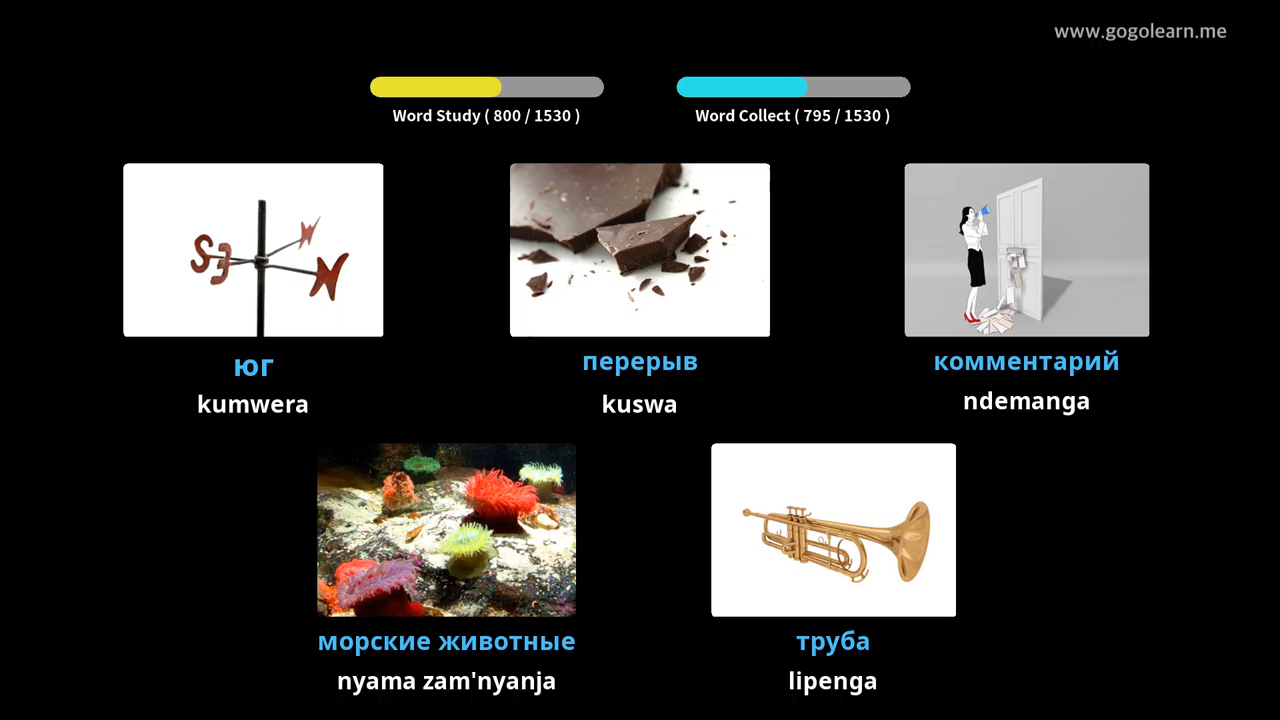 www.gogolearn.me
Word Study ( 800 / 1530 )
Word Collect ( 795 / 1530 )
юг
kumwera
перерыв
kuswa
комментарий
ndemanga
морские животные
nyama zam'nyanja
труба
lipenga